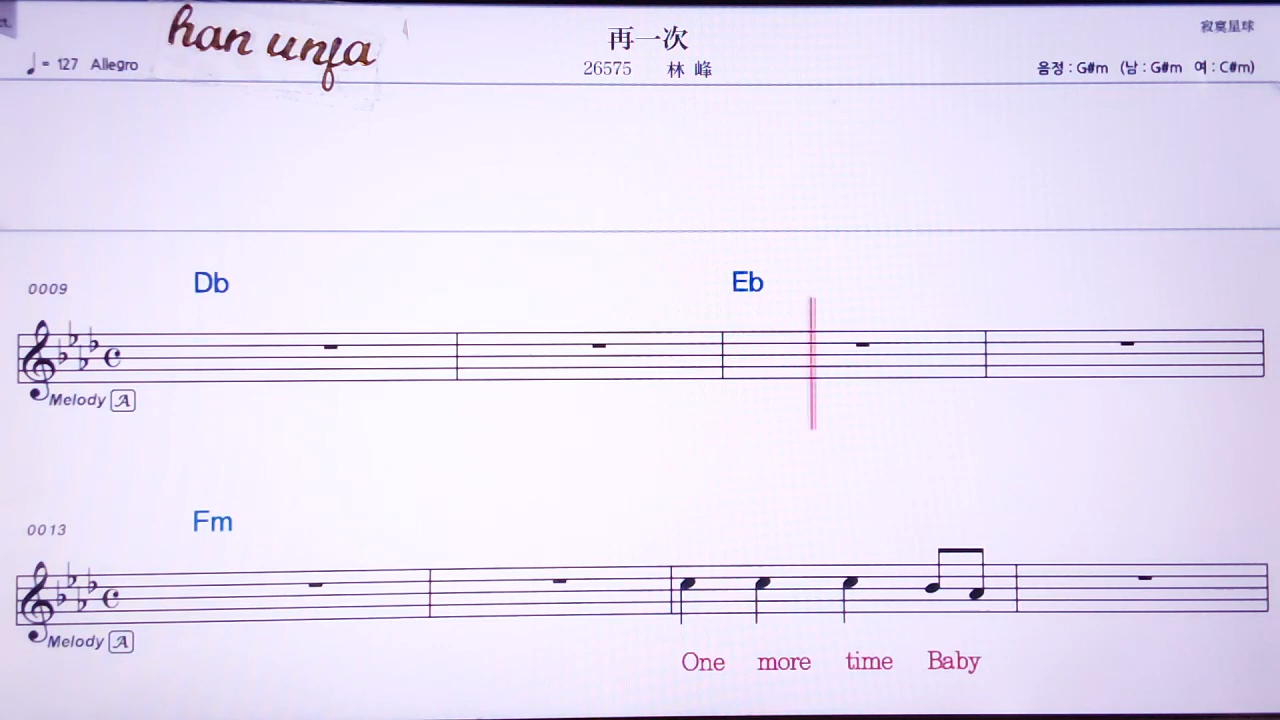 han unfa
再一次
寂寞星球
♩ = 127 Allegro
26575 林 峰
음정 : G#m (남 : G#m 여 : C#m)
0009
Db Eb
Melody A
0013
Fm
Melody A
One more time Baby